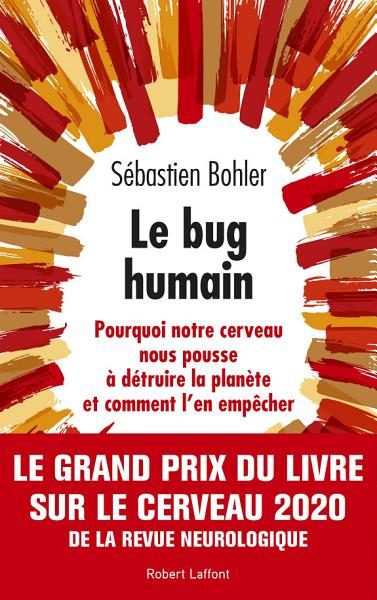 Sébastien Bohler
Le bug
humain
Pourquoi notre cerveau
nous pousse
à détruire la planète
et comment l'en empêcher
LE GRAND PRIX DU LIVRE
SUR LE CERVEAU 2020
DE LA REVUE NEUROLOGIQUE
Robert Laffont